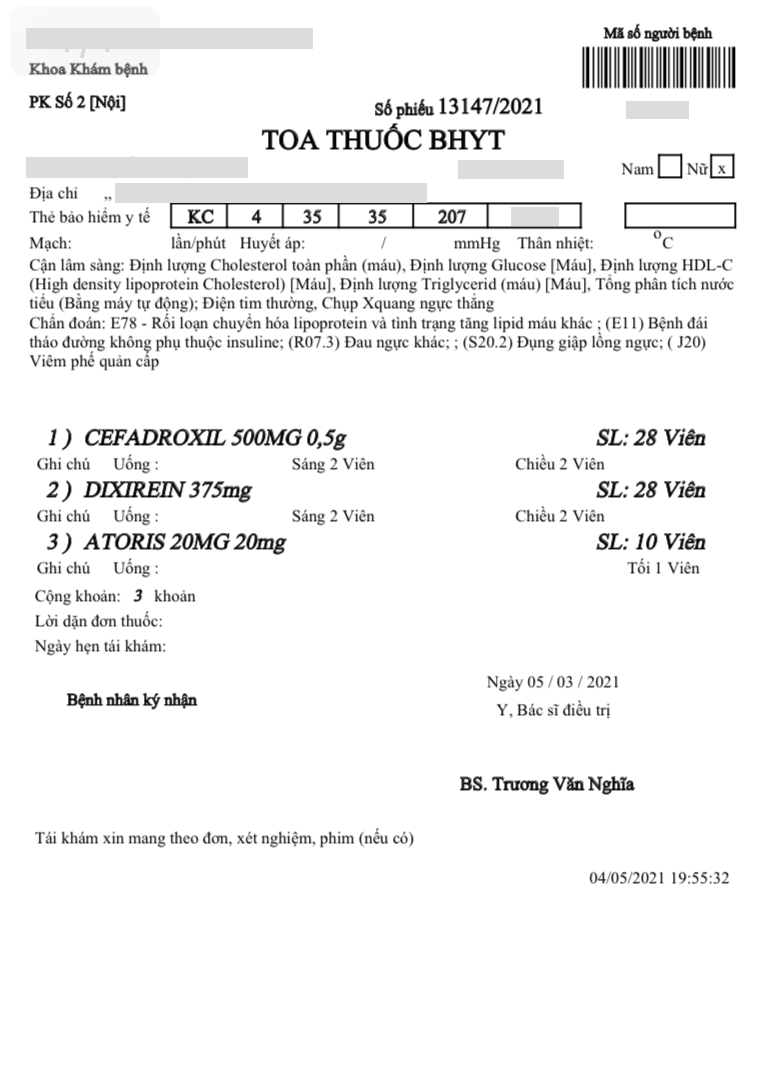 Mã số người bệnh
Khoa Khám bệnh
PK Số 2 [Nội]
Số phiếu 13147/2021
TOA THUỐC BHYT
Nam Nữ x
Địa chỉ ,,
Thẻ bảo hiểm y tế KC 4 35 35 207
Mạch: lần/phút Huyết áp: / mmHg Thân nhiệt: °C
Cận lâm sàng: Định lượng Cholesterol toàn phần (máu), Định lượng Glucose [Máu], Định lượng HDL-C
(High density lipoprotein Cholesterol) [Máu], Định lượng Triglycerid (máu) [Máu], Tổng phân tích nước
tiểu (Bằng máy tự động); Điện tim thường, Chụp Xquang ngực thẳng
Chẩn đoán: E78 - Rối loạn chuyển hóa lipoprotein và tình trạng tăng lipid máu khác ; (E11) Bệnh đái
tháo đường không phụ thuộc insuline; (R07.3) Đau ngực khác; ; (S20.2) Đụng giập lồng ngực; ( J20)
Viêm phế quản cấp
1 ) CEFADROXIL 500MG 0,5g SL: 28 Viên
Ghi chú Uống : Sáng 2 Viên Chiều 2 Viên
2 ) DIXIREIN 375mg SL: 28 Viên
Ghi chú Uống : Sáng 2 Viên Chiều 2 Viên
3 ) ATORIS 20MG 20mg SL: 10 Viên
Ghi chú Uống : Tối 1 Viên
Cộng khoản: 3 khoản
Lời dặn đơn thuốc:
Ngày hẹn tái khám:
Ngày 05 / 03 / 2021
Bệnh nhân ký nhận
Y, Bác sĩ điều trị
BS. Trương Văn Nghĩa
Tái khám xin mang theo đơn, xét nghiệm, phim (nếu có)
04/05/2021 19:55:32